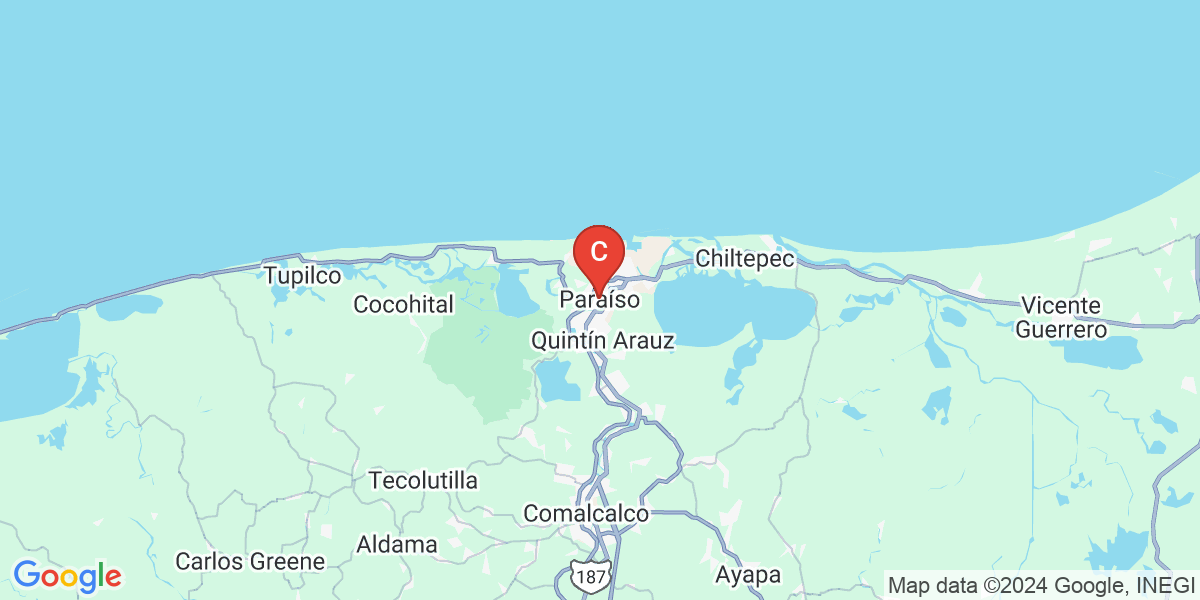 C
Chiltepec
Tupilco
Cocohital
Paraíso
Vicente
Guerrero
Quintín Arauz
Tecolutilla
Comalcalco
Aldama
Carlos Greene
187
Ayapa
Google
Map data ©2024 Google, INEGI